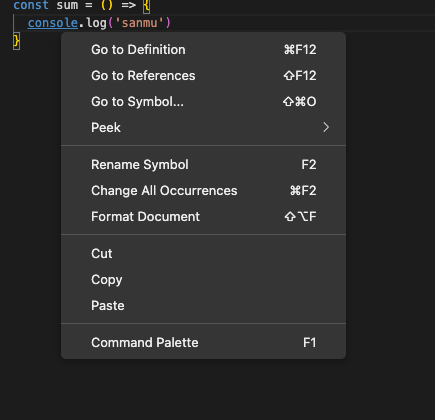 const sum = () => {
console.log('sanmu')
}
Go to Definition ⌘F12
Go to References ⇧F12
Go to Symbol... ⇧⌘O
Peek
Rename Symbol F2
Change All Occurrences ⌘F2
Format Document ⇧⌥F
Cut
Copy
Paste
Command Palette F1